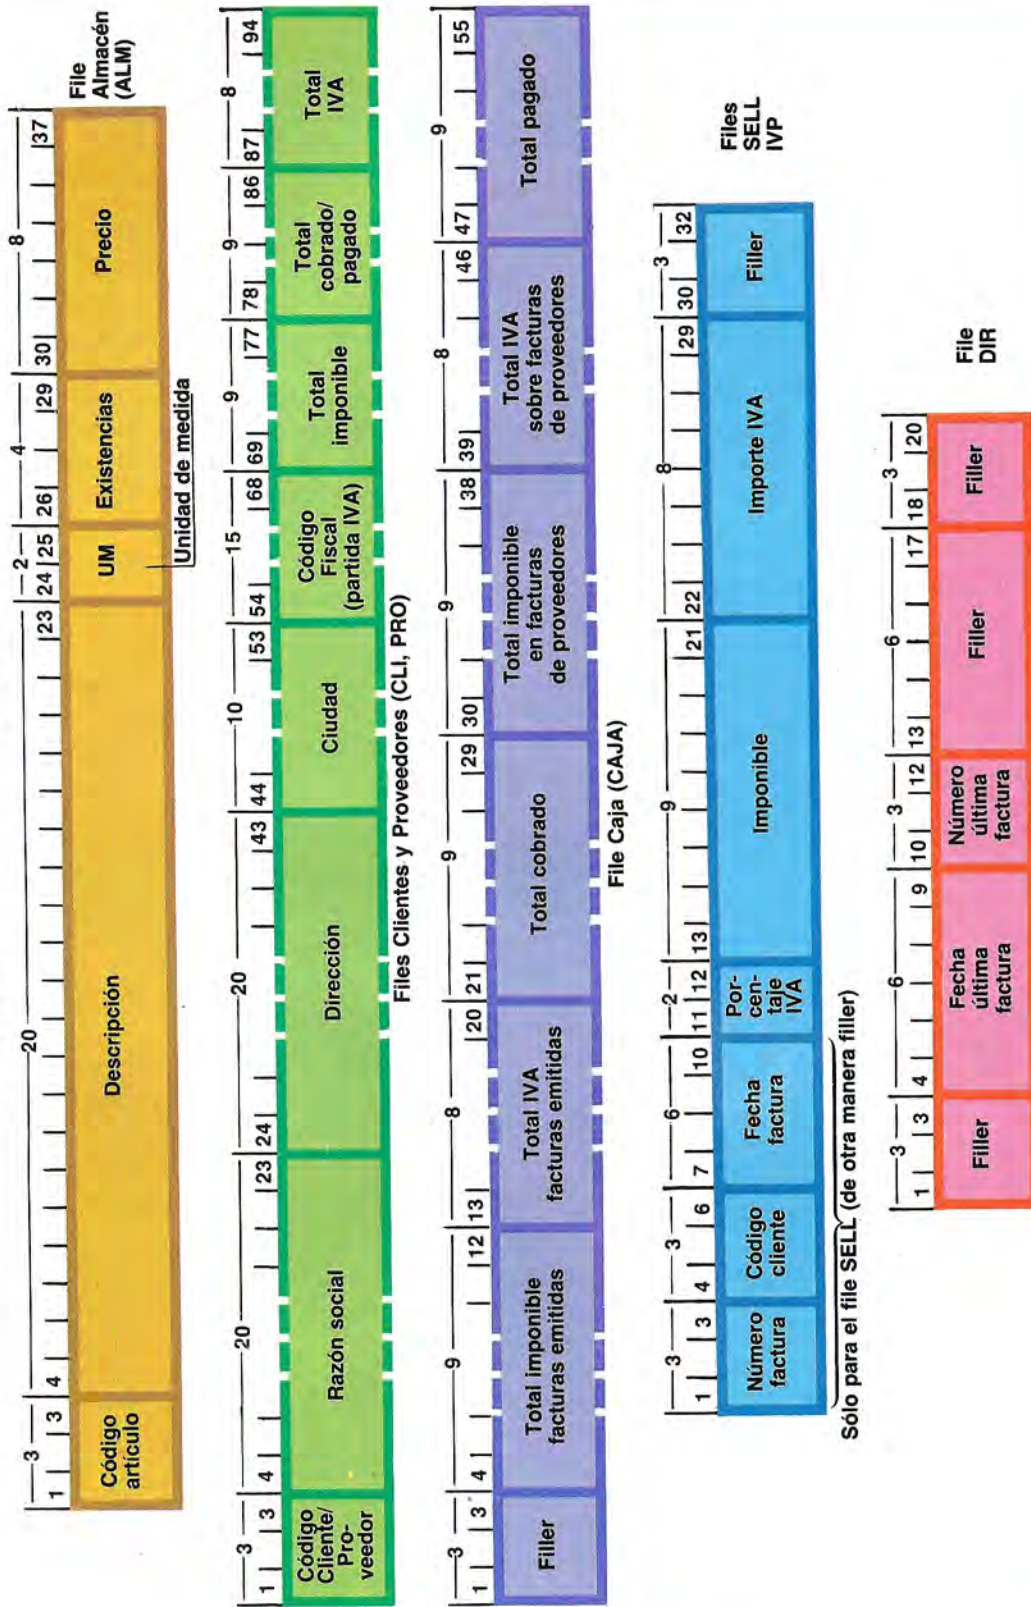 20
3
2
4
8
1
3
4
23
24
25
26
29
30
37
Código
artículo
Descripción
UM
Existencias
Precio
Unidad de medida
File
Almacén
(ALM)
3
20
20
10
15
9
9
8
1
3
4
23
24
43
44
53
54
68
69
77
78
86
87
94
Código
Cliente/
Pro-
veedor
Razón social
Dirección
Ciudad
Código
Fiscal
(partida IVA)
Total
imponible
Total
cobrado/
pagado
Total
IVA
Files Clientes y Proveedores (CLI, PRO)
3
9
8
9
9
8
9
1
3
4
12
13
20
21
29
30
38
39
46
47
55
Filler
Total imponible
facturas emitidas
Total IVA
facturas emitidas
Total cobrado
Total imponible
en facturas
de proveedores
Total IVA
sobre facturas
de proveedores
Total pagado
File Caja (CAJA)
3
3
6
2
9
8
3
1
3
4
6
7
10
11
12
13
21
22
29
30
32
Número
factura
Código
cliente
Fecha
factura
Por-
centaje
IVA
Imponible
Importe IVA
Filler
Files
SELL
IVP
Sólo para el file SELL (de otra manera filler)
3
6
3
6
3
1
3
4
9
10
12
13
17
18
20
Filler
Fecha
última
factura
Número
última
factura
Filler
Filler
File
DIR